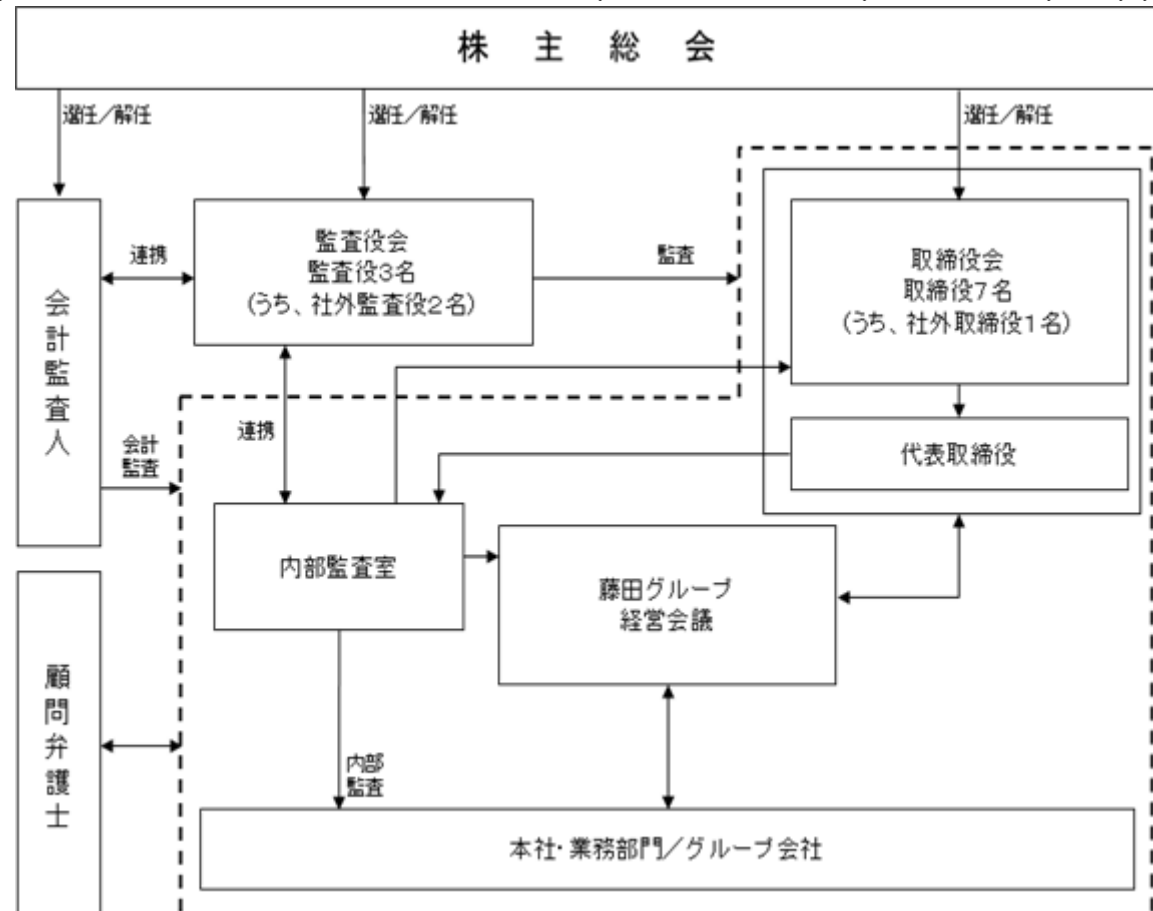 株主総会
選任/解任
選任/解任
選任/解任
会計監査人
連携
監査役会
監査役3名
(うち、社外監査役2名)
監査
取締役会
取締役7名
(うち、社外取締役1名)
代表取締役
会計
監査
連携
内部監査室
藤田グループ
経営会議
顧問弁護士
内部
監査
本社・業務部門/グループ会社